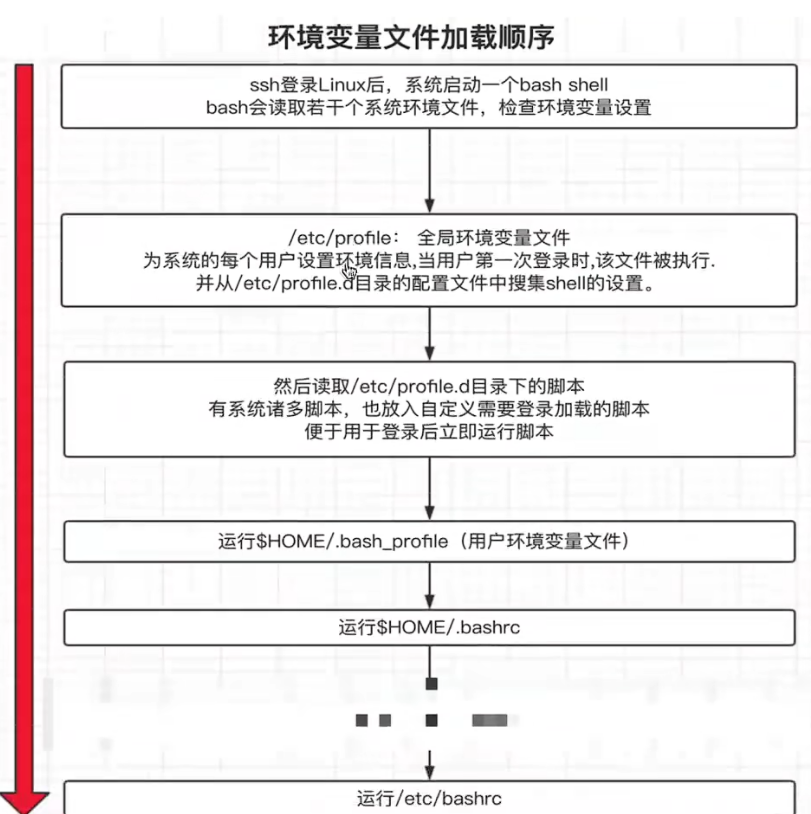 环境变量文件加载顺序
ssh登录Linux后，系统启动一个bash shell
bash会读取若干个系统环境文件，检查环境变量设置
/etc/profile： 全局环境变量文件
为系统的每个用户设置环境信息,当用户第一次登录时,该文件被执行.
并从/etc/profile.d目录的配置文件中搜集shell的设置。
然后读取/etc/profile.d目录下的脚本
有系统诸多脚本，也放入自定义需要登录加载的脚本
便于用于登录后立即运行脚本
运行$HOME/.bash_profile（用户环境变量文件）
运行$HOME/.bashrc
运行/etc/bashrc